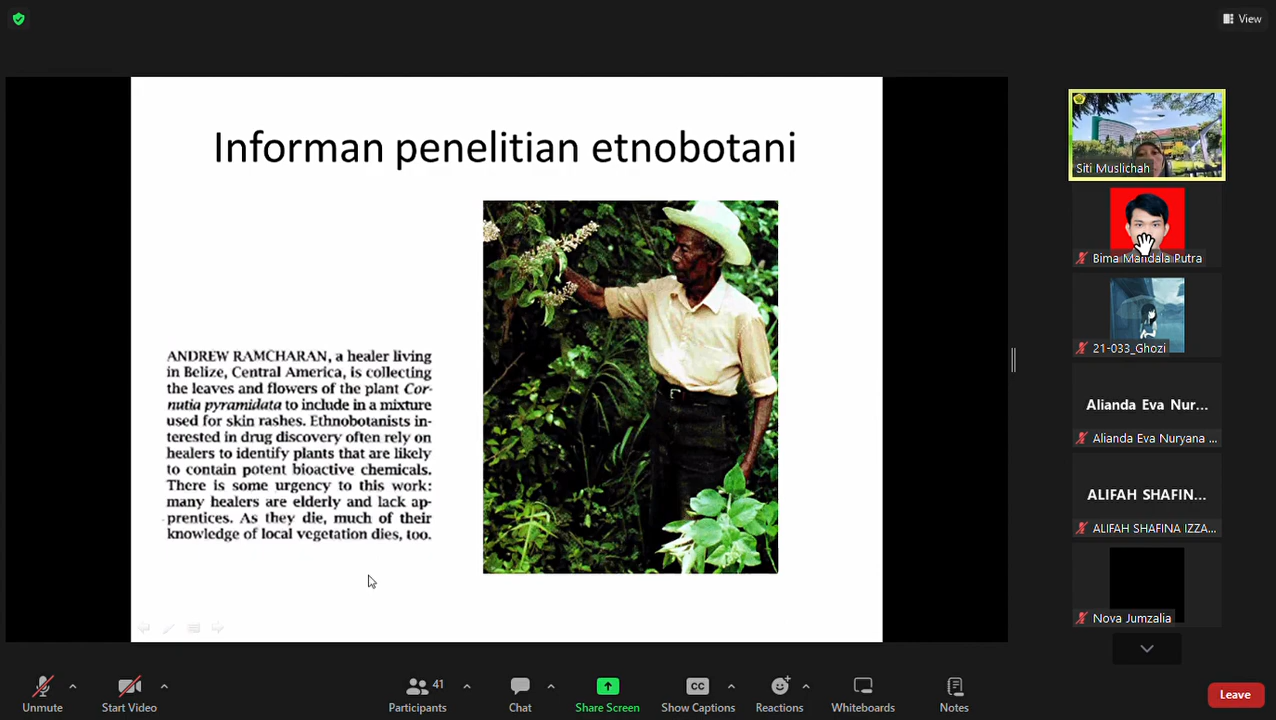 View
Informan penelitian etnobotani
ANDREW RAMCHARAN, a healer living
in Belize, Central America, is collecting
the leaves and flowers of the plant Cor-
nutia pyramidata to include in a mixture
used for skin rashes. Ethnobotanists in-
terested in drug discovery often rely on
healers to identify plants that are likely
to contain potent bioactive chemicals.
There is some urgency to this work:
many healers are elderly and lack ap-
prentices. As they die, much of their
knowledge of local vegetation dies, too.
Siti Muslichah
Bima Mandala Putra
21-033_Ghozi
Alianda Eva Nur...
Alianda Eva Nuryana ...
ALIFAH SHAFIN...
ALIFAH SHAFINA IZZA...
Nova Jumzalia
Unmute
Start Video
41
Participants
Chat
Share Screen
CC
Show Captions
Reactions
Whiteboards
Notes
Leave